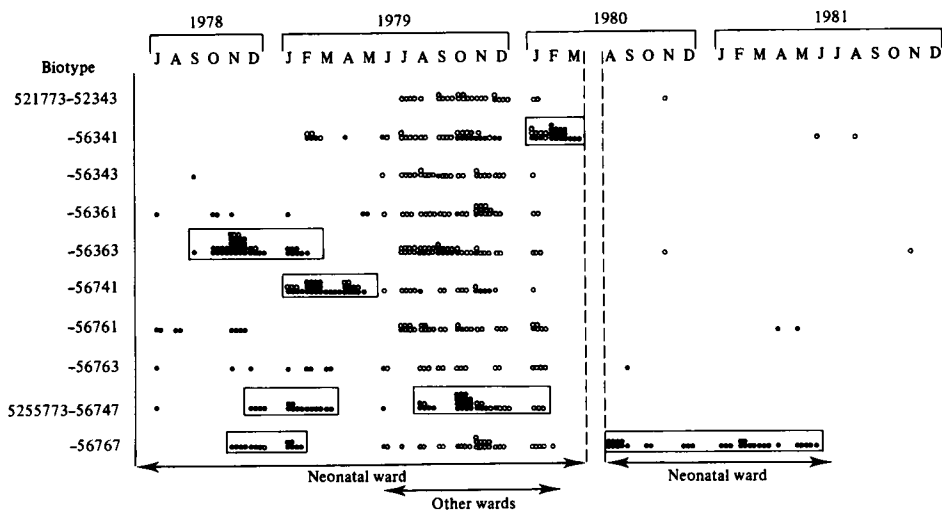 1978 1979 1980 1981
J A S O N D J F M A M J J A S O N D J F M A S O N D J F M A M J J A S O N D
Biotype
521773-52343
-56341
-56343
-56361
-56363
-56741
-56761
-56763
5255773-56747
-56767
Neonatal ward Neonatal ward
Other wards